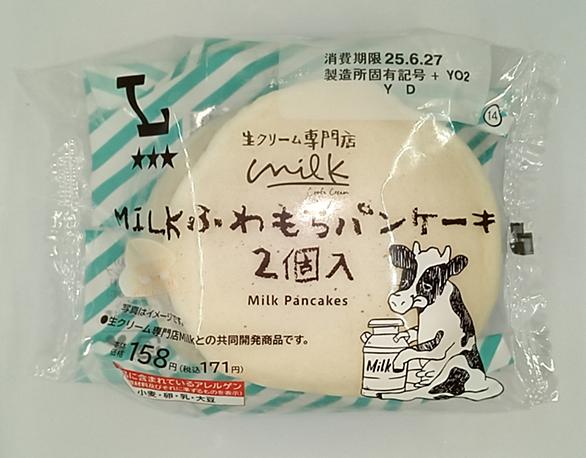 消費期限 25.6.27
製造所固有記号 + YO2
Y D
14
★★★
生クリーム専門店
milk
MILKふわもちパンケーキ
2個入
Milk Pancakes
写真はイメージです。
●生クリーム専門店Milkとの共同開発商品です。
本体価格 158円(税込171円)
に含まれているアレルゲン
小麦・卵・乳・大豆
Milk